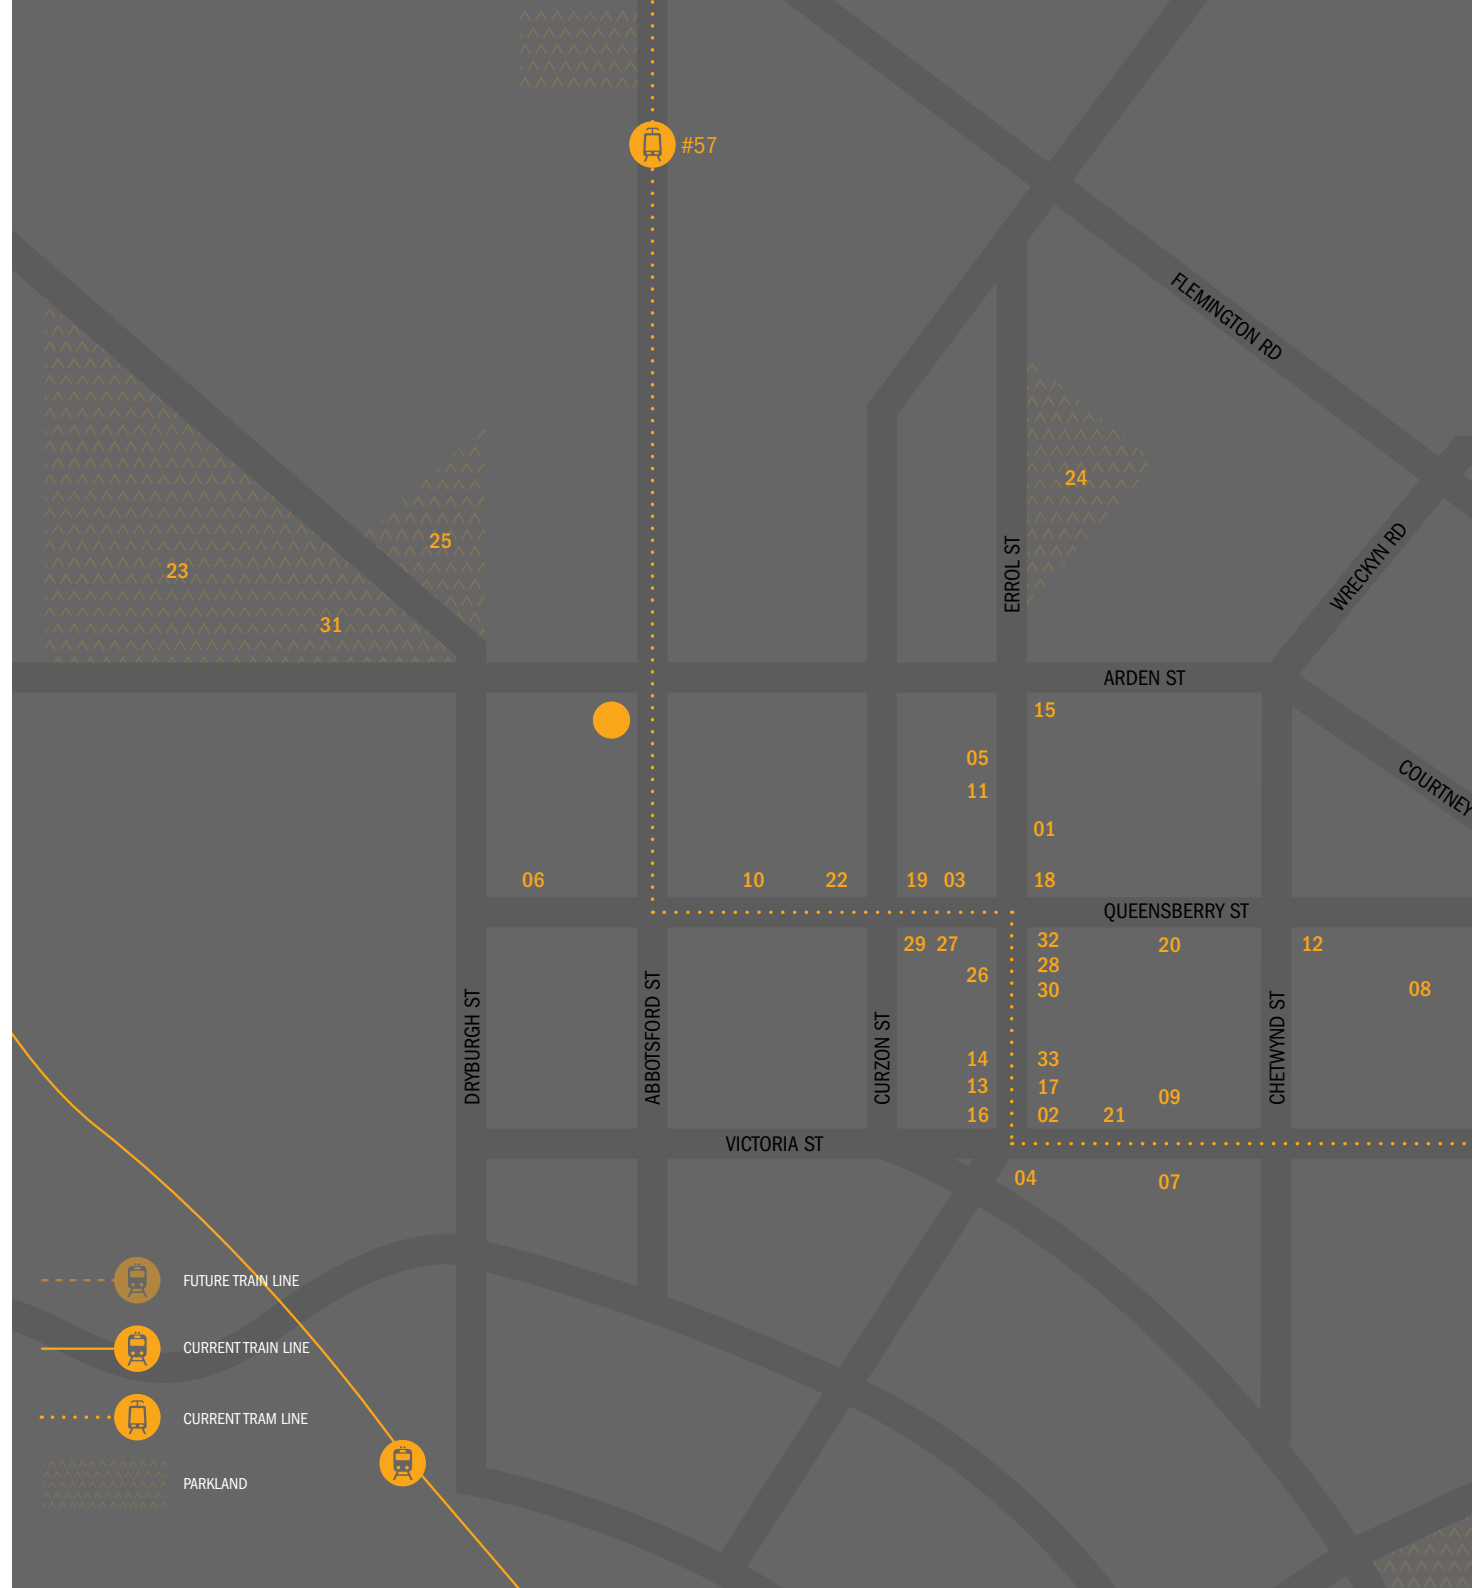 #57
FLEMINGTON RD
24
ERROL ST
WRECKYN RD
25
23
31
ARDEN ST
15
05
11
COURTNEY
01
06
10
22
19
03
18
QUEENSBERRY ST
29
27
32
20
12
26
28
30
08
DRYBURGH ST
ABBOTSFORD ST
CURZON ST
CHETWYND ST
14
33
13
17
09
16
02
21
VICTORIA ST
04
07
FUTURE TRAIN LINE
CURRENT TRAIN LINE
CURRENT TRAM LINE
PARKLAND